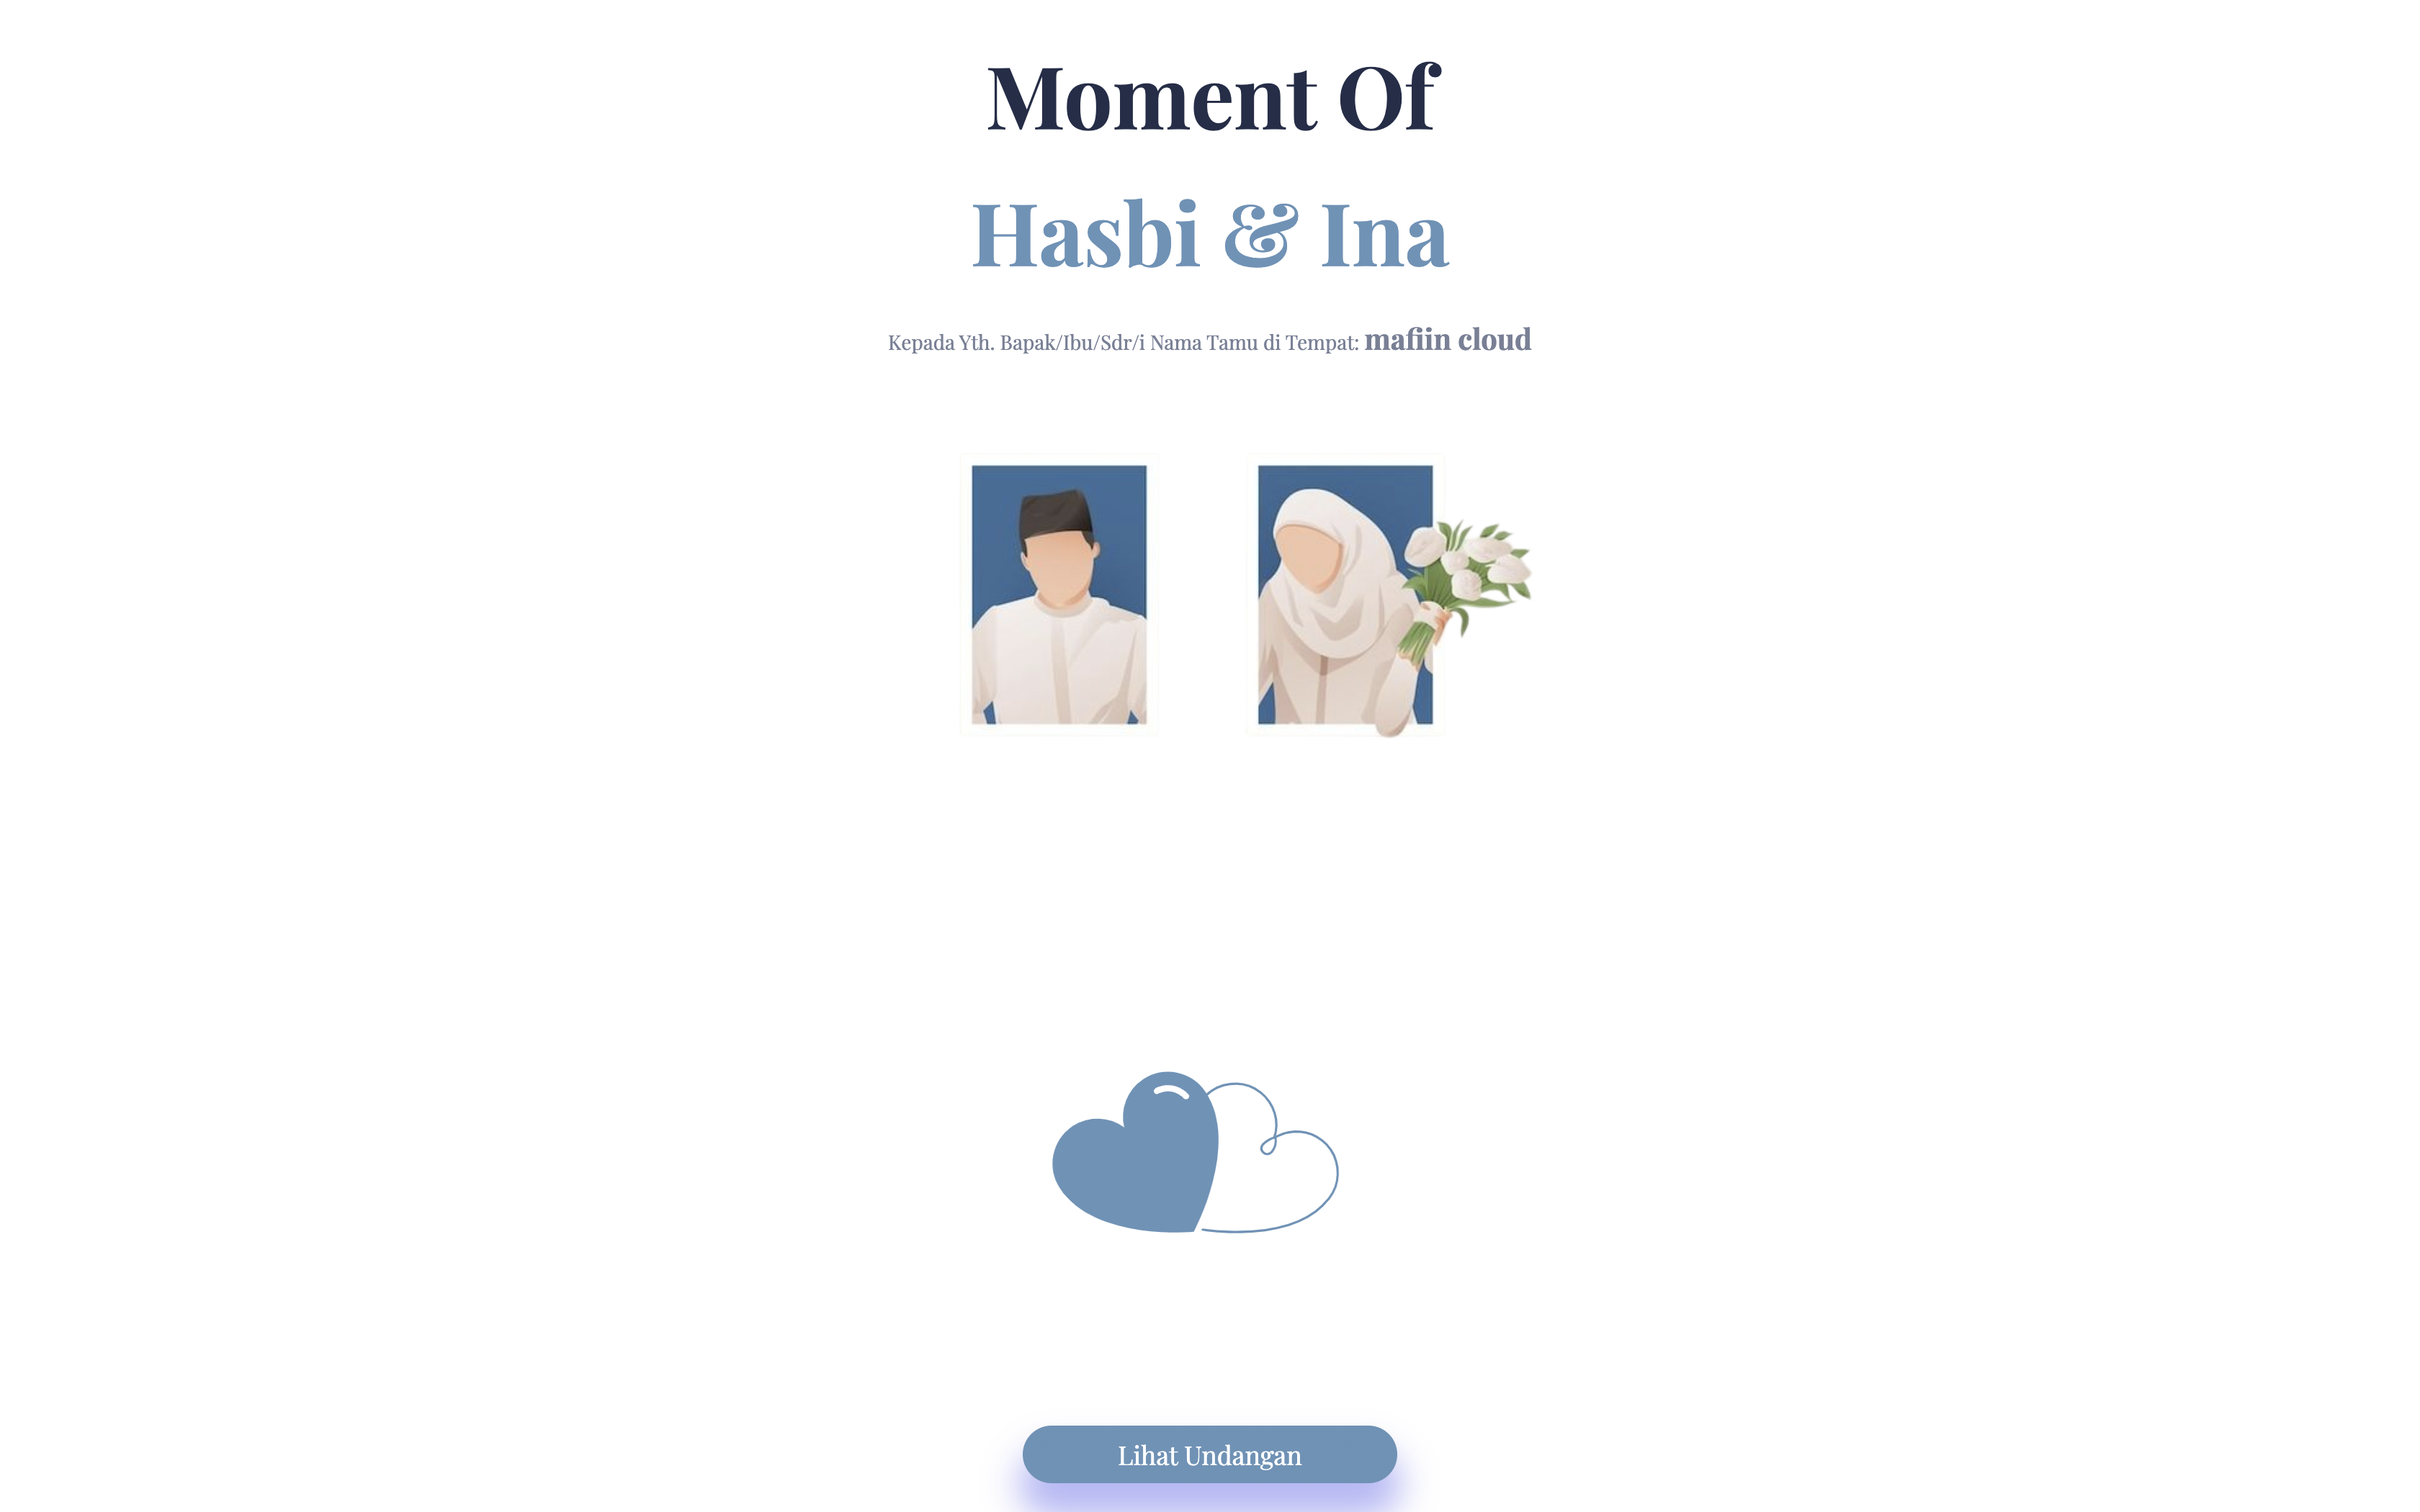 Moment Of
Hasbi & Ina
Kepada Yth. Bapak/Ibu/Sdr/i Nama Tamu di Tempat: mafiin cloud
Lihat Undangan